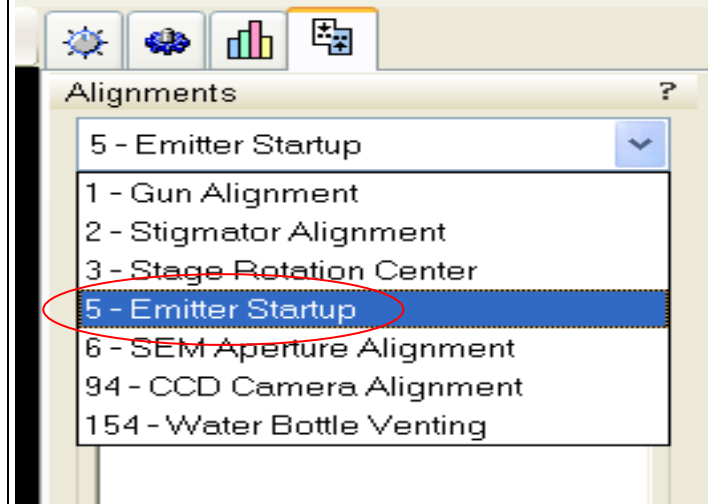 Alignments ?
5 - Emitter Startup
1 - Gun Alignment
2 - Stigmator Alignment
3 - Stage Rotation Center
5 - Emitter Startup
6 - SEM Aperture Alignment
94 - CCD Camera Alignment
154 - Water Bottle Venting